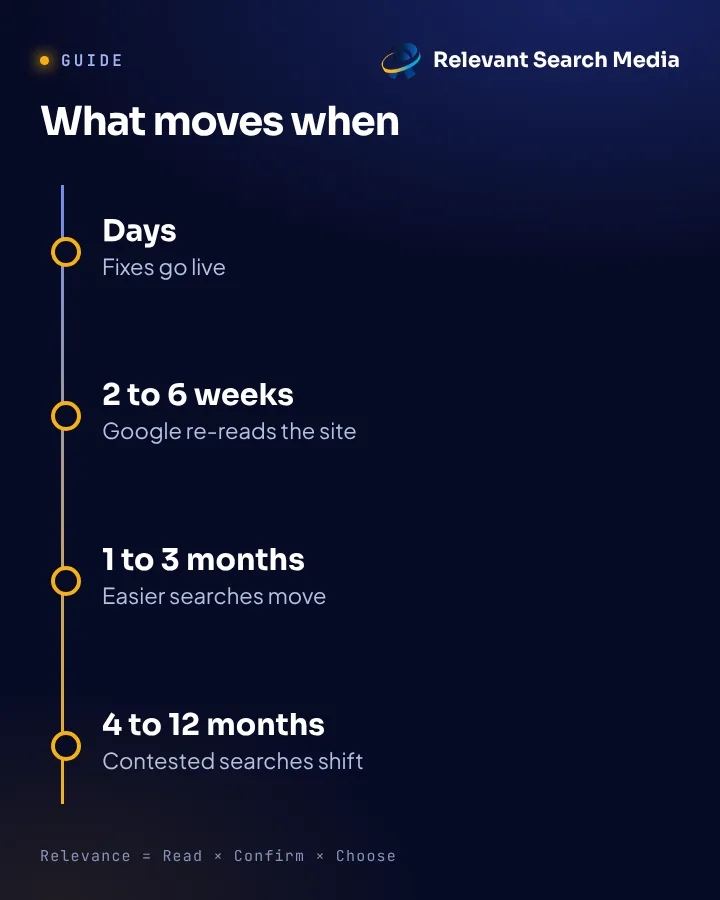 GUIDE
Relevant Search Media
What moves when
Days
Fixes go live
2 to 6 weeks
Google re-reads the site
1 to 3 months
Easier searches move
4 to 12 months
Contested searches shift
Relevance = Read × Confirm × Choose